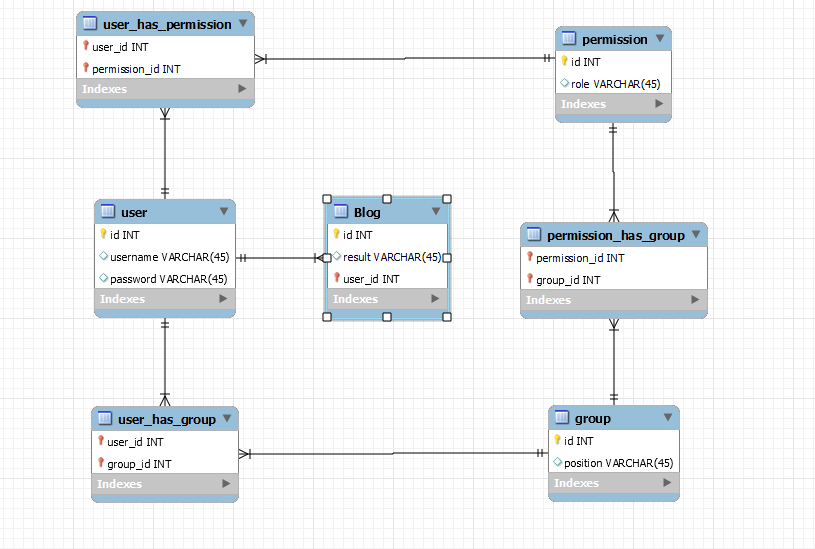 user_has_permission
user_id INT
permission_id INT
Indexes
permission
id INT
role VARCHAR(45)
Indexes
user
id INT
username VARCHAR(45)
password VARCHAR(45)
Indexes
Blog
id INT
result VARCHAR(45)
user_id INT
Indexes
permission_has_group
permission_id INT
group_id INT
Indexes
user_has_group
user_id INT
group_id INT
Indexes
group
id INT
position VARCHAR(45)
Indexes